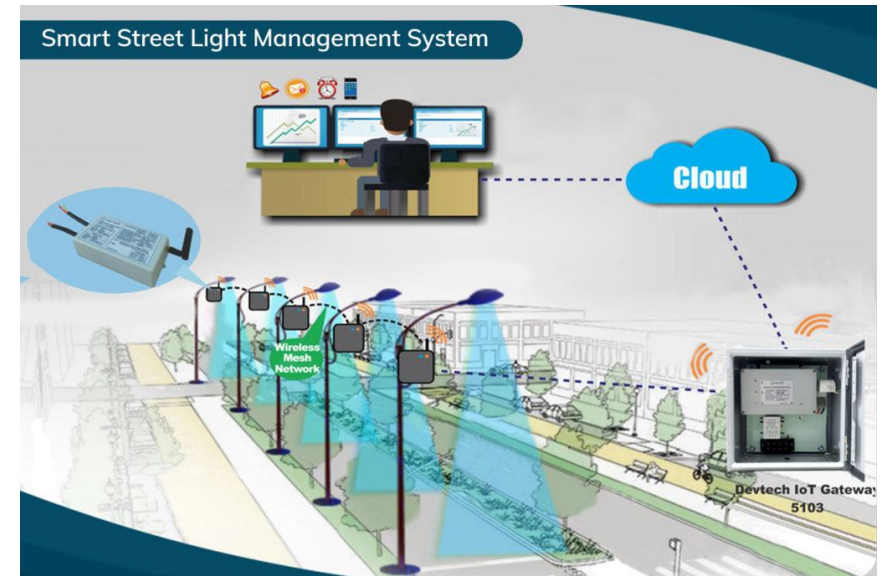 Smart Street Light Management System
Cloud
Wireless
Mesh
Network
Devtech IoT Gateway
5103